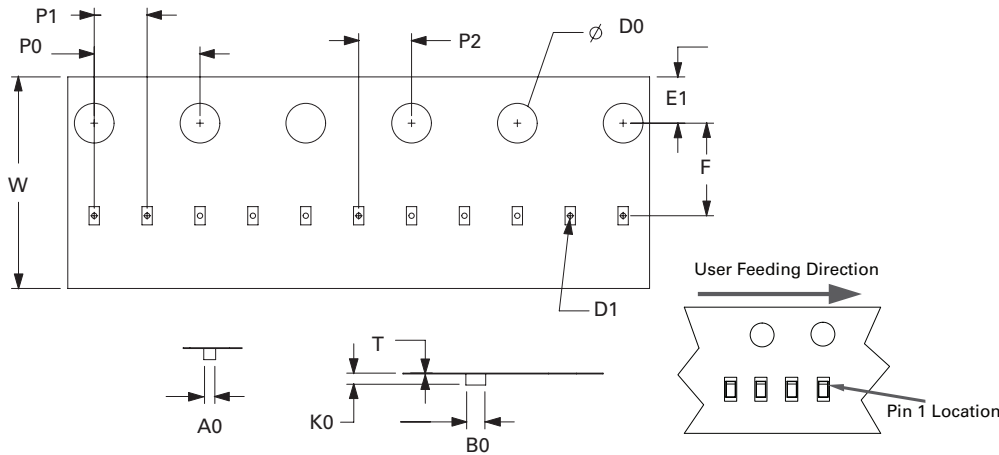 P1
P0
P2
⌀ D0
E1
W
F
D1
User Feeding Direction
T
A0
K0
B0
Pin 1 Location